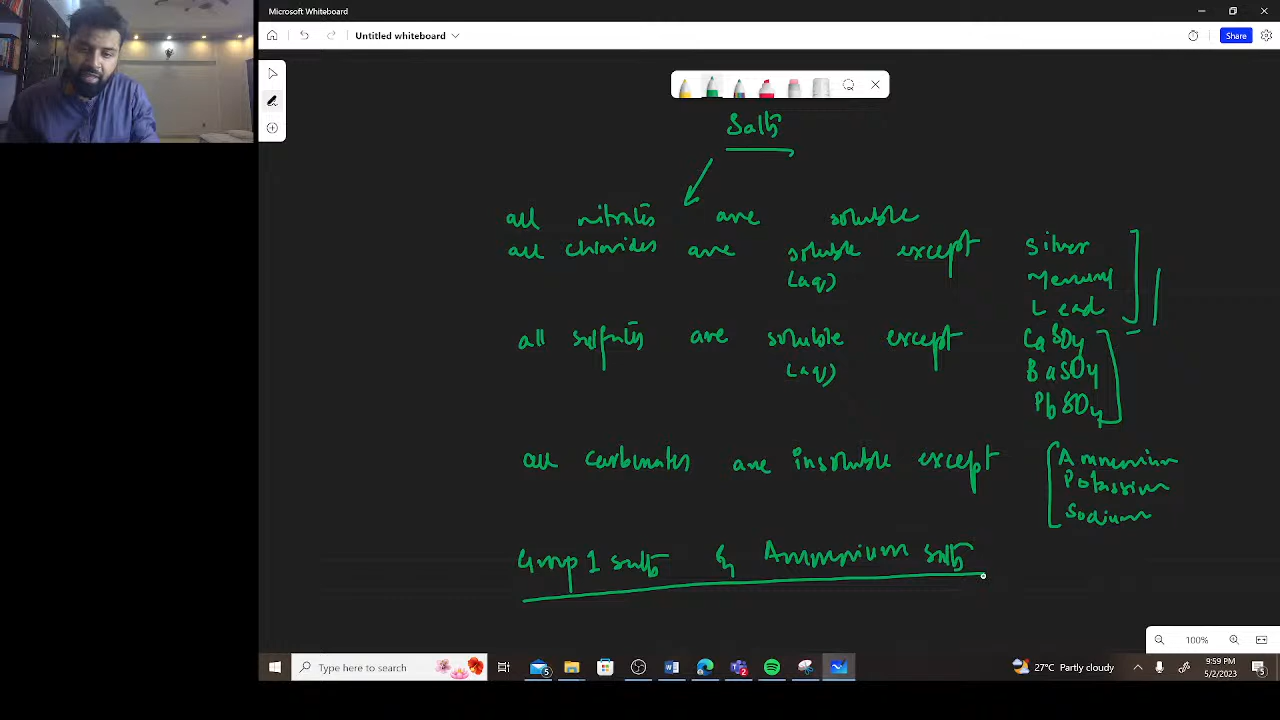 Microsoft Whiteboard
Untitled whiteboard
Share
Salts
all nitrates are soluble
all chlorides are soluble except Silver
(aq) Mercury
Lead
all sulfates are soluble except CaSO4
(aq) BaSO4
PbSO4
all carbonates are insoluble except Ammonium
Potassium
Sodium
Group 1 salts & Ammonium salts
100%
Type here to search
27°C Partly cloudy
9:59 PM
5/2/2023